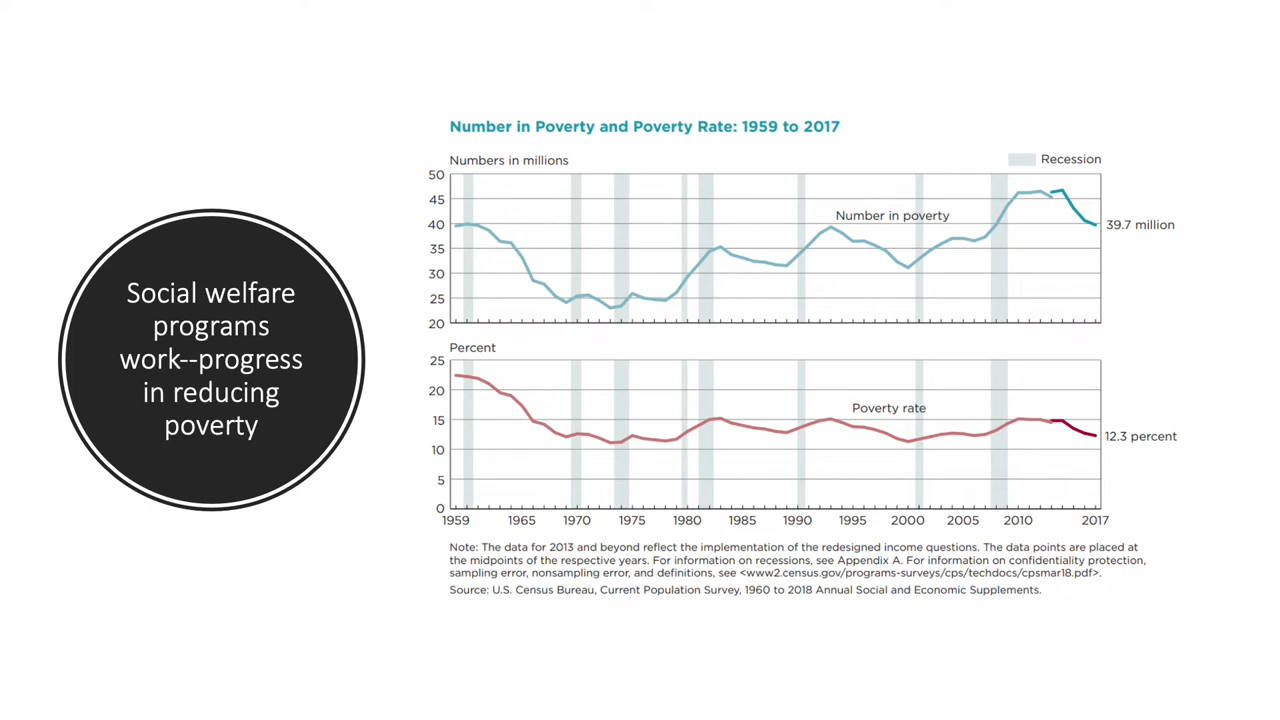 Social welfare
programs
work--progress
in reducing
poverty
Number in Poverty and Poverty Rate: 1959 to 2017
Numbers in millions
Recession
50
45
40
35
30
25
20
Number in poverty
39.7 million
Percent
25
20
15
10
5
0
Poverty rate
12.3 percent
1959 1965 1970 1975 1980 1985 1990 1995 2000 2005 2010 2017
Note: The data for 2013 and beyond reflect the implementation of the redesigned income questions. The data points are placed at
the midpoints of the respective years. For information on recessions, see Appendix A. For information on confidentiality protection,
sampling error, nonsampling error, and definitions, see <www2.census.gov/programs-surveys/cps/techdocs/cpsmar18.pdf>.
Source: U.S. Census Bureau, Current Population Survey, 1960 to 2018 Annual Social and Economic Supplements.